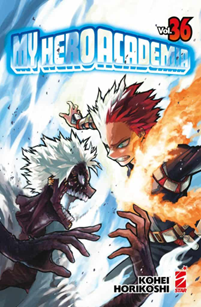 Vol. 36
MY HERO ACADEMIA
KOHEI
HORIKOSHI